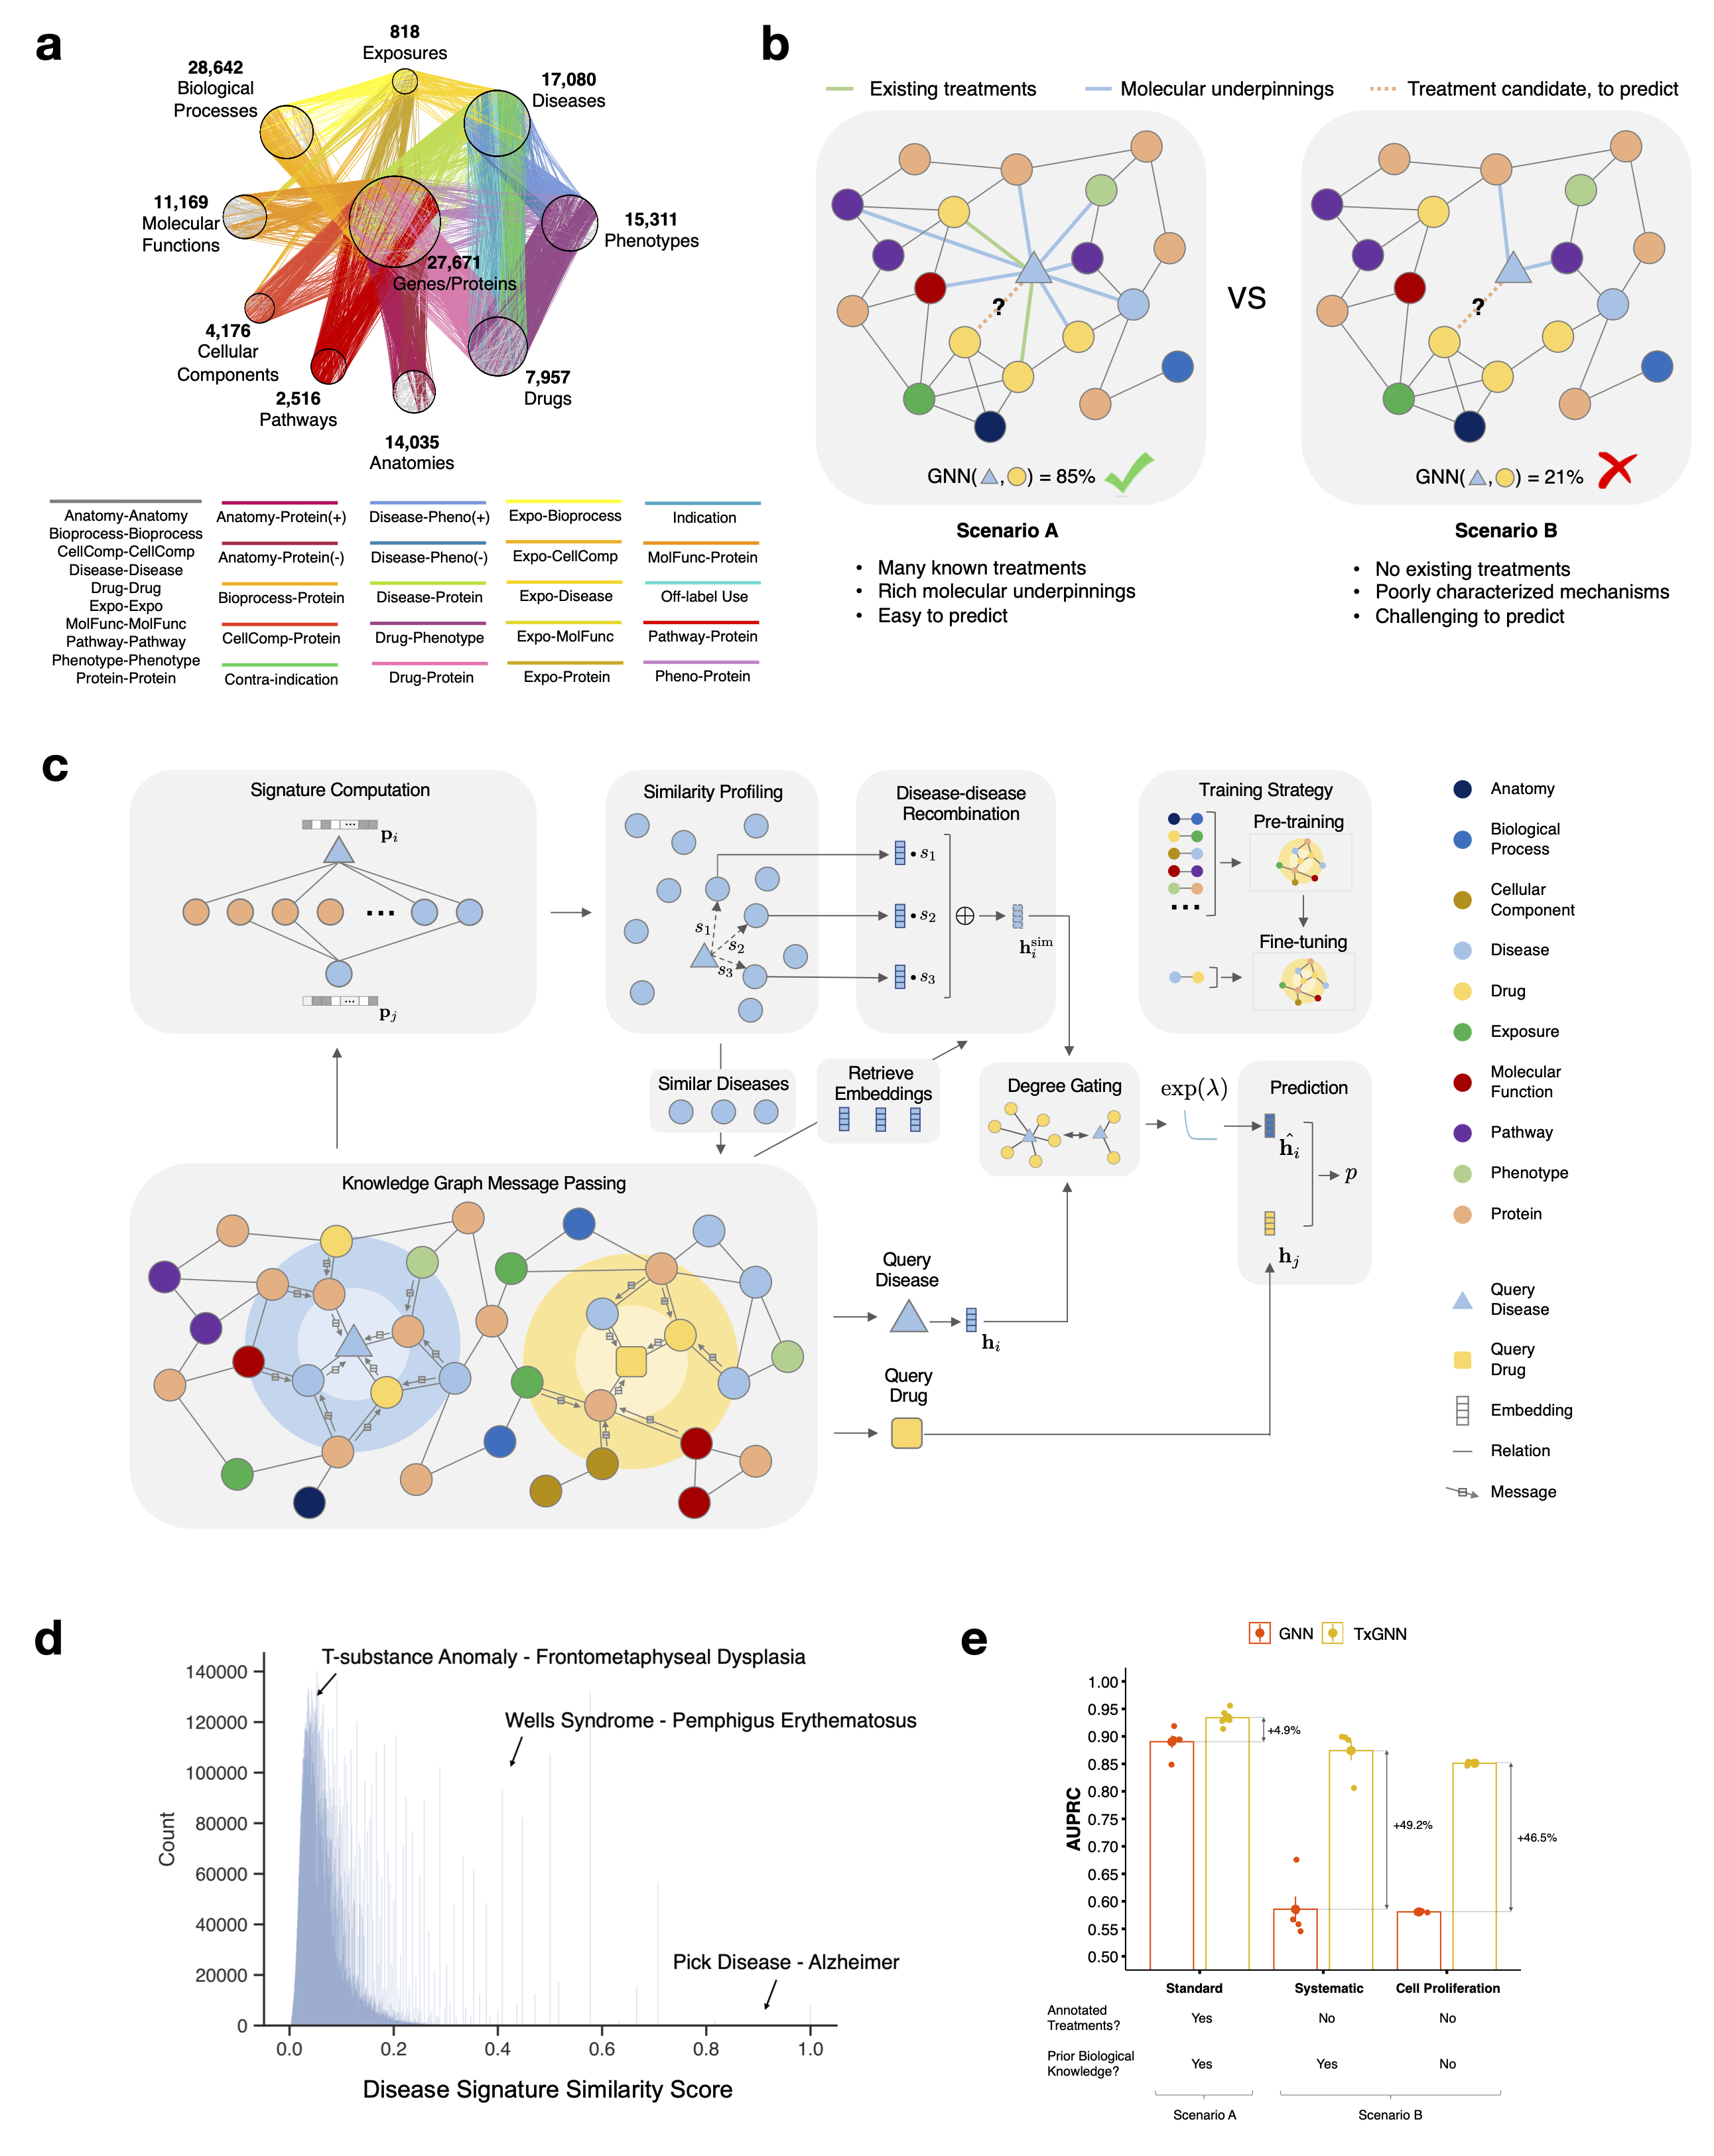 a
818
Exposures
28,642
Biological
Processes
17,080
Diseases
11,169
Molecular
Functions
15,311
Phenotypes
27,671
Genes/Proteins
4,176
Cellular
Components
2,516
Pathways
7,957
Drugs
14,035
Anatomies
Anatomy-Anatomy
Bioprocess-Bioprocess
CellComp-CellComp
Disease-Disease
Drug-Drug
Expo-Expo
MolFunc-MolFunc
Pathway-Pathway
Phenotype-Phenotype
Protein-Protein
Anatomy-Protein(+)
Anatomy-Protein(-)
Bioprocess-Protein
CellComp-Protein
Contra-indication
Disease-Pheno(+)
Disease-Pheno(-)
Disease-Protein
Drug-Phenotype
Drug-Protein
Expo-Bioprocess
Expo-CellComp
Expo-Disease
Expo-MolFunc
Expo-Protein
Indication
MolFunc-Protein
Off-label Use
Pathway-Protein
Pheno-Protein
b
Existing treatments
Molecular underpinnings
Treatment candidate, to predict
?
GNN( , ) = 85%
VS
?
GNN( , ) = 21%
Scenario A
• Many known treatments
• Rich molecular underpinnings
• Easy to predict
Scenario B
• No existing treatments
• Poorly characterized mechanisms
• Challenging to predict
c
Signature Computation
p_i
...
p_j
Similarity Profiling
s_1
s_2
s_3
Disease-disease
Recombination
• s_1
• s_2
• s_3
⊕
h_i^sim
Training Strategy
Pre-training
...
Fine-tuning
Similar Diseases
Retrieve
Embeddings
Degree Gating
exp(λ)
Prediction
ĥ_i
p
h_j
Knowledge Graph Message Passing
Query
Disease
h_i
Query
Drug
Anatomy
Biological
Process
Cellular
Component
Disease
Drug
Exposure
Molecular
Function
Pathway
Phenotype
Protein
Query
Disease
Query
Drug
Embedding
Relation
Message
d
T-substance Anomaly - Frontometaphyseal Dysplasia
Wells Syndrome - Pemphigus Erythematosus
Pick Disease - Alzheimer
Count
140000
120000
100000
80000
60000
40000
20000
0
0.0 0.2 0.4 0.6 0.8 1.0
Disease Signature Similarity Score
e
GNN TxGNN
AUPRC
1.00
0.95
0.90
0.85
0.80
0.75
0.70
0.65
0.60
0.55
0.50
+4.9%
+49.2%
+46.5%
Standard Systematic Cell Proliferation
Annotated
Treatments?
Yes No No
Prior Biological
Knowledge?
Yes Yes No
Scenario A Scenario B